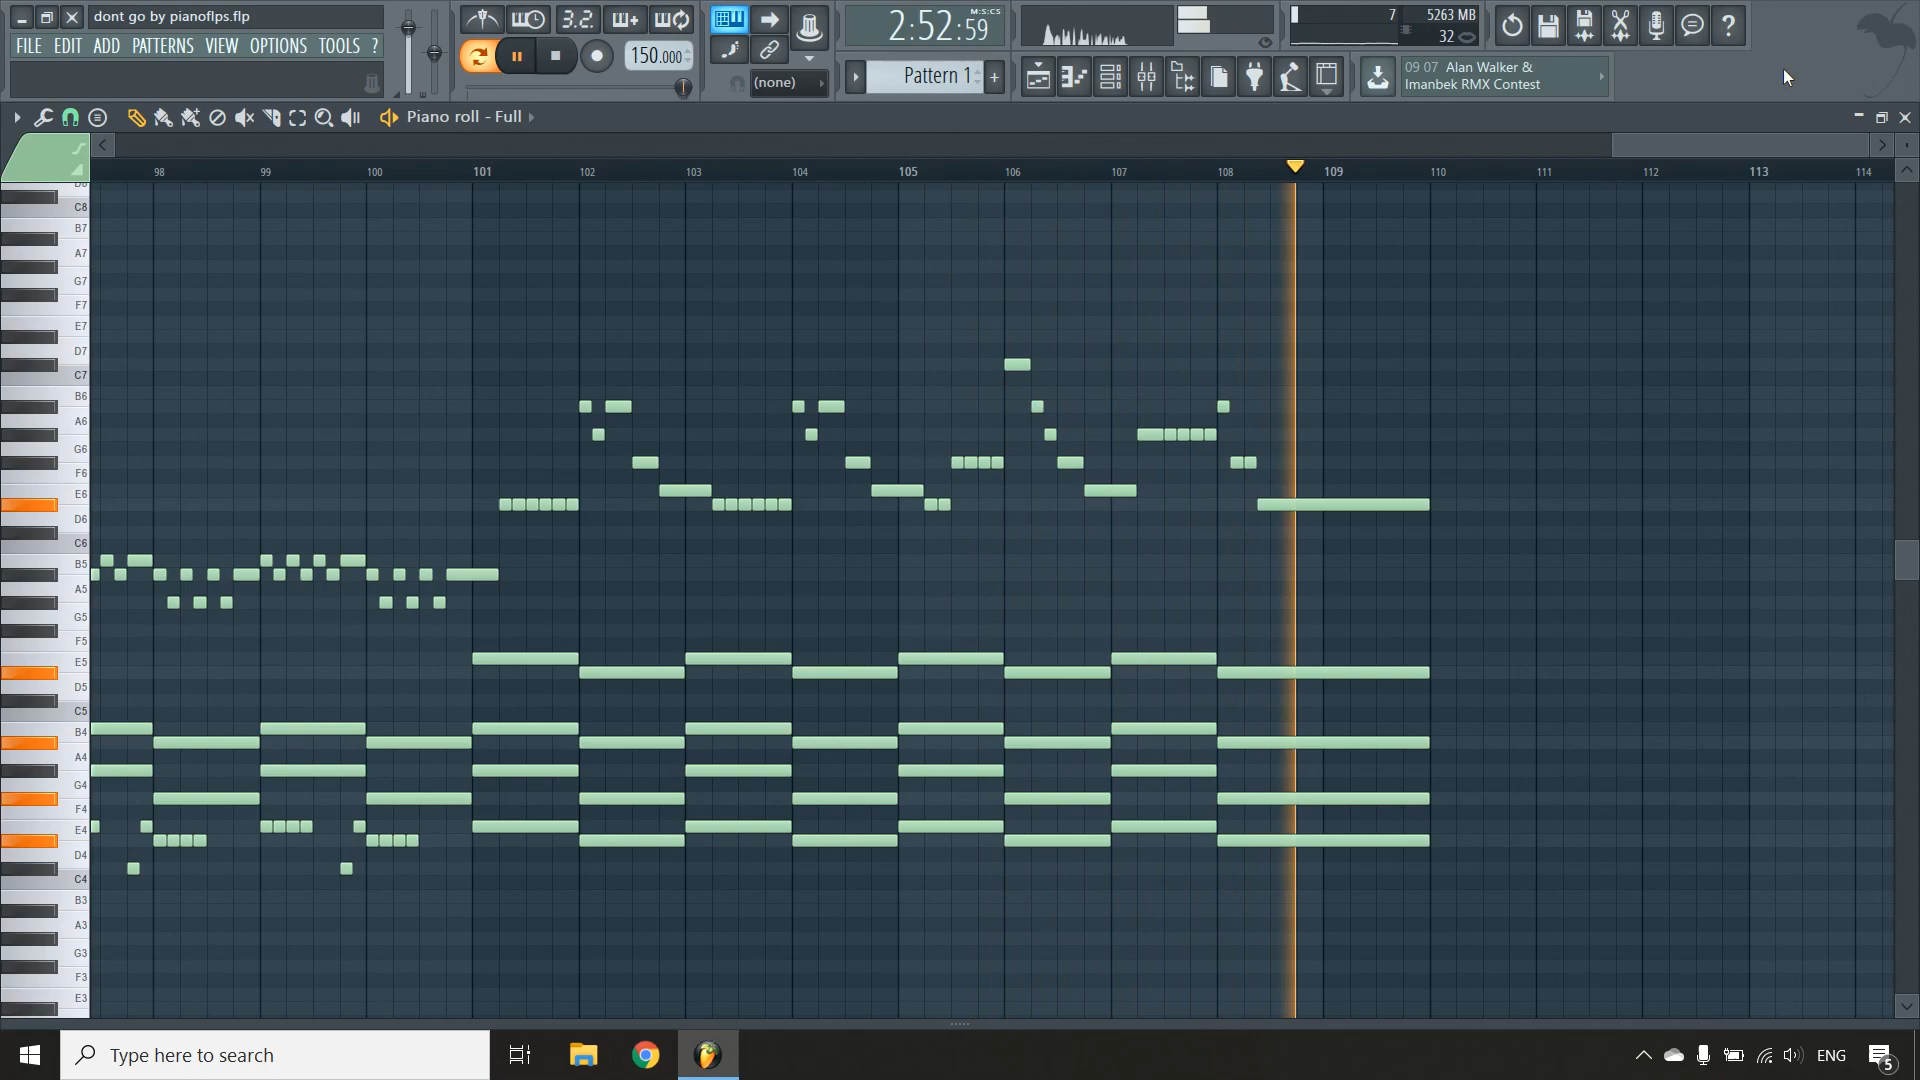 dont go by pianoflps.flp
FILE EDIT ADD PATTERNS VIEW OPTIONS TOOLS ?
3.2.
150.000
(none)
2:52:59
M:S:CS
Pattern 1
+
7
5263 MB
32
?
09 07 Alan Walker &
Imanbek RMX Contest
Piano roll - Full
98 99 100 101 102 103 104 105 106 107 108 109 110 111 112 113 114
D8
C8
B7
A7
G7
F7
E7
D7
C7
B6
A6
G6
F6
E6
D6
C6
B5
A5
G5
F5
E5
D5
C5
B4
A4
G4
F4
E4
D4
C4
B3
A3
G3
F3
E3
Type here to search
ENG
5